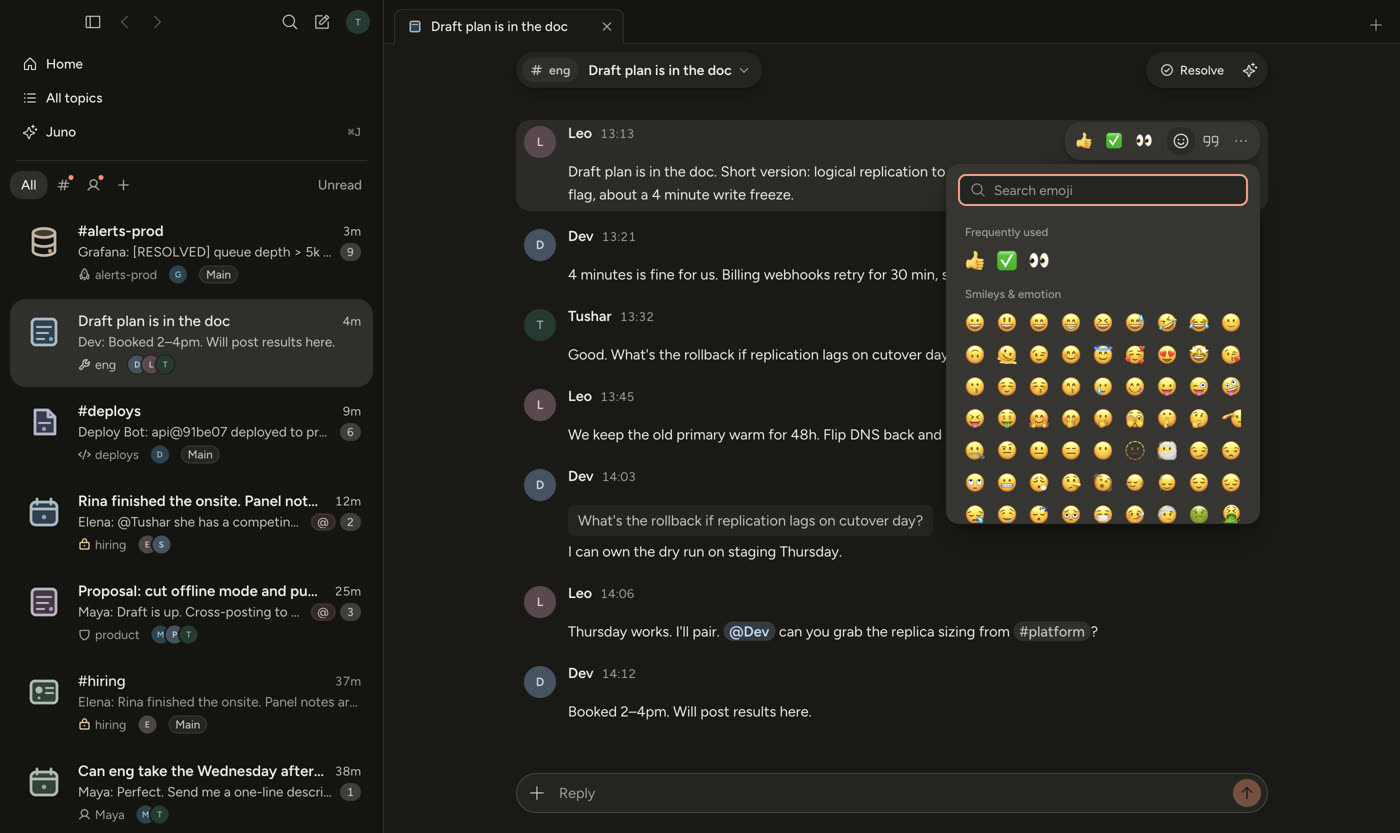 T
Home
All topics
Juno
⌘J
All
Unread
#alerts-prod 3m
Grafana: [RESOLVED] queue depth > 5k ... 9
alerts-prod G Main
Draft plan is in the doc 4m
Dev: Booked 2–4pm. Will post results here.
eng D L T
#deploys 9m
Deploy Bot: api@91be07 deployed to pr... 6
deploys D Main
Rina finished the onsite. Panel not... 12m
Elena: @Tushar she has a competin... @ 2
hiring E S
Proposal: cut offline mode and pu... 25m
Maya: Draft is up. Cross-posting to ... @ 3
product M P T
#hiring 37m
Elena: Rina finished the onsite. Panel notes ar...
hiring E Main
Can eng take the Wednesday after... 38m
Maya: Perfect. Send me a one-line descri... 1
Maya M T
Draft plan is in the doc
# eng Draft plan is in the doc
Resolve
L
Leo 13:13
Draft plan is in the doc. Short version: logical replication to
flag, about a 4 minute write freeze.
Search emoji
Frequently used
Smileys & emotion
D
Dev 13:21
4 minutes is fine for us. Billing webhooks retry for 30 min, s
T
Tushar 13:32
Good. What's the rollback if replication lags on cutover day
L
Leo 13:45
We keep the old primary warm for 48h. Flip DNS back and
D
Dev 14:03
What's the rollback if replication lags on cutover day?
I can own the dry run on staging Thursday.
L
Leo 14:06
Thursday works. I'll pair. @Dev can you grab the replica sizing from #platform ?
D
Dev 14:12
Booked 2–4pm. Will post results here.
Reply